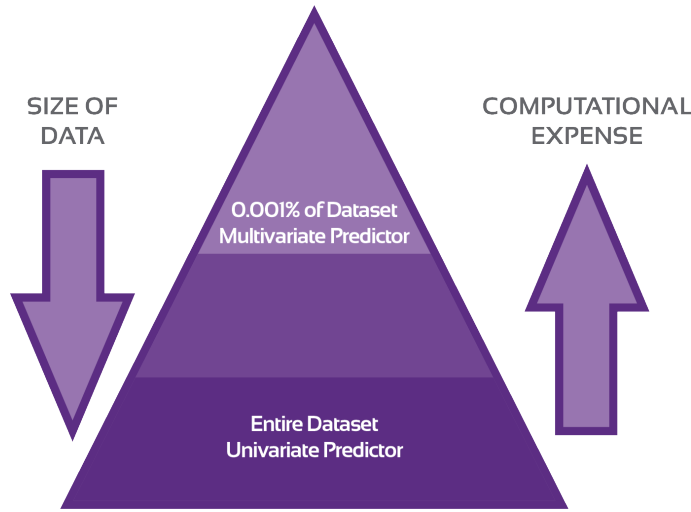 SIZE OF
DATA
COMPUTATIONAL
EXPENSE
0.001% of Dataset
Multivariate Predictor
Entire Dataset
Univariate Predictor